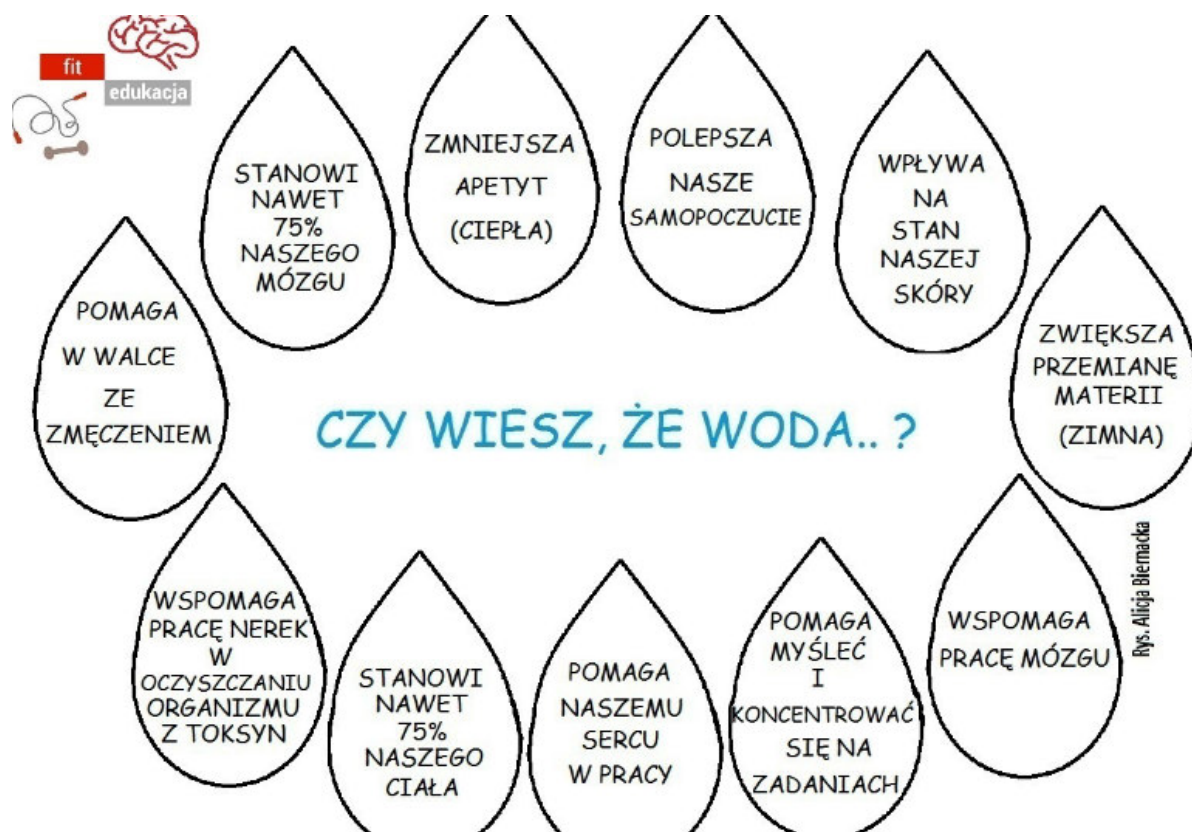 fit
edukacja
STANOWI
NAWET
75%
NASZEGO
MÓZGU
ZMNIEJSZA
APETYT
(CIEPŁA)
POLEPSZA
NASZE
SAMOPOCZUCIE
WPŁYWA
NA
STAN
NASZEJ
SKÓRY
POMAGA
W WALCE
ZE
ZMĘCZENIEM
CZY WIESZ, ŻE WODA.. ?
ZWIĘKSZA
PRZEMIANĘ
MATERII
(ZIMNA)
WSPOMAGA
PRACĘ NEREK
W
OCZYSZCZANIU
ORGANIZMU
Z TOKSYN
STANOWI
NAWET
75%
NASZEGO
CIAŁA
POMAGA
NASZEMU
SERCU
W PRACY
POMAGA
MYŚLEĆ
I
KONCENTROWAĆ
SIĘ NA
ZADANIACH
WSPOMAGA
PRACĘ MÓZGU
Rys. Alicja Biernacka